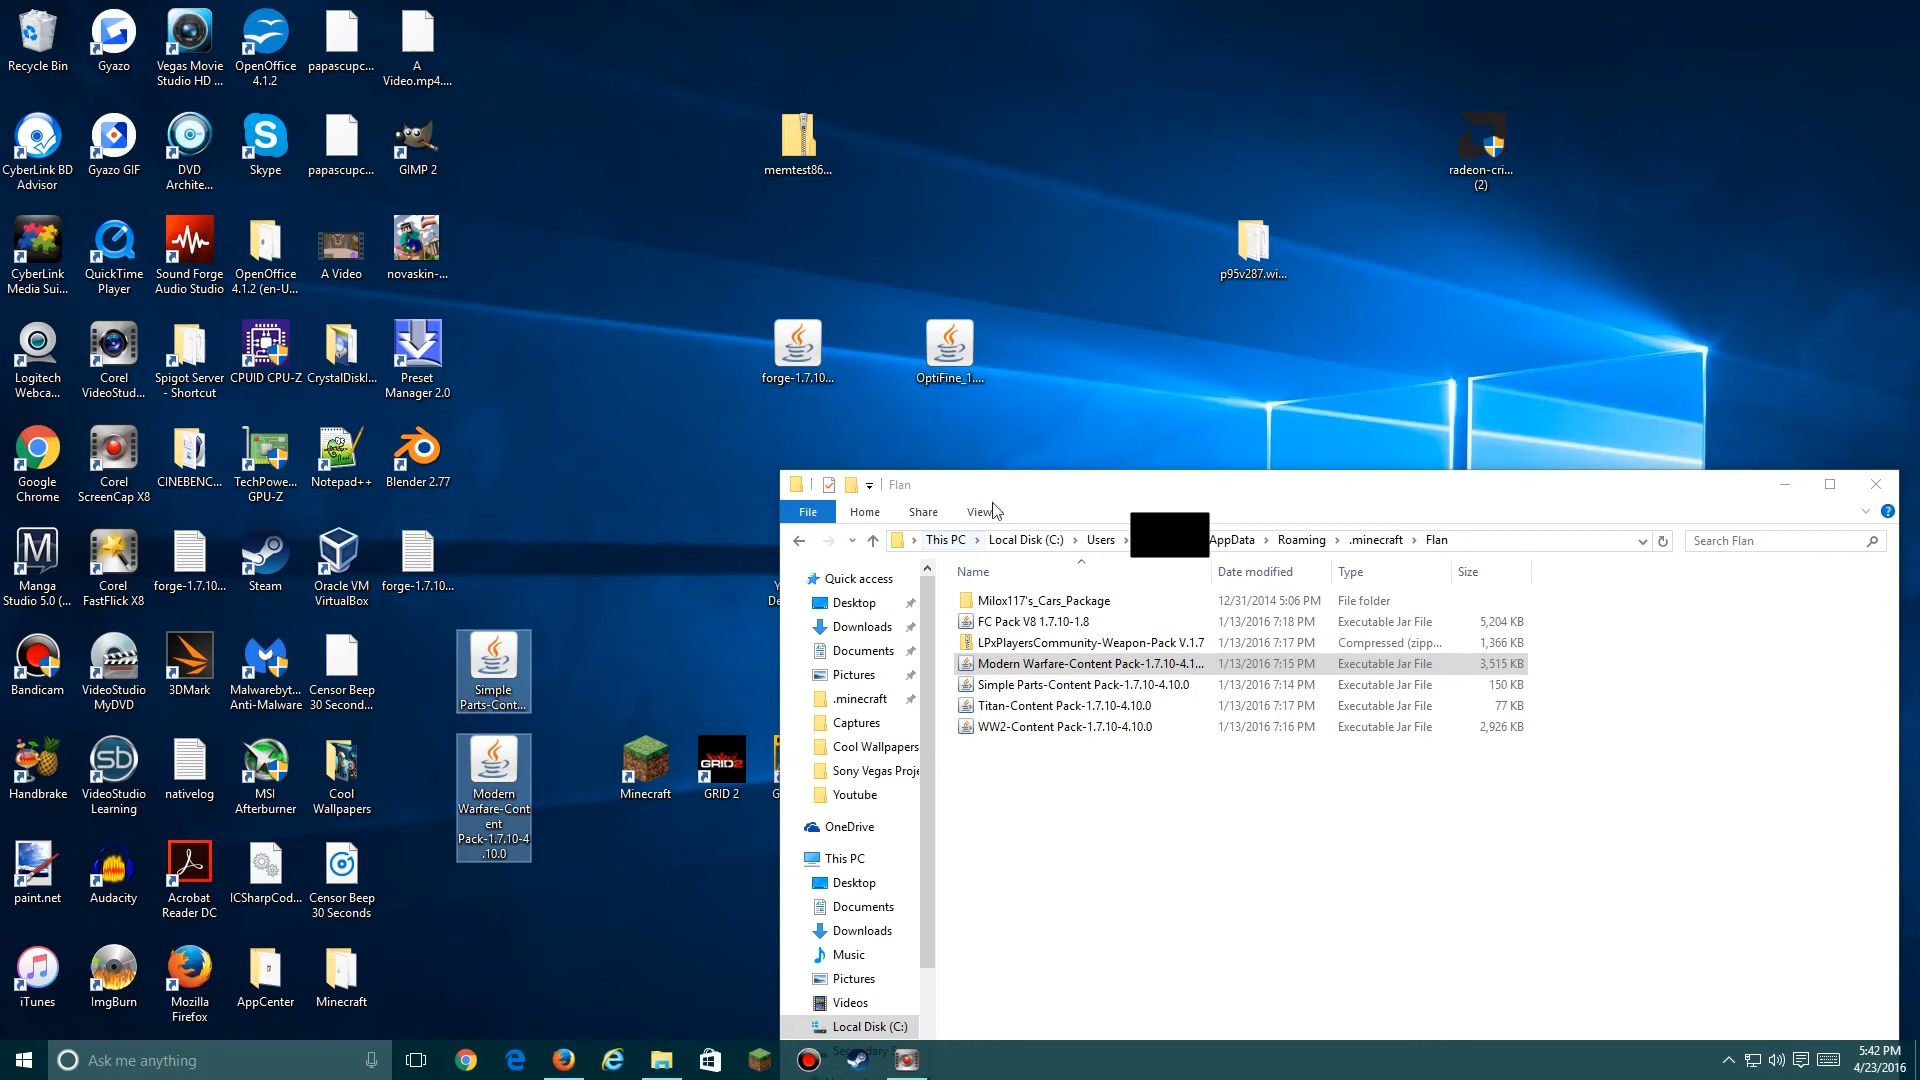 Recycle Bin
Gyazo
Vegas Movie
Studio HD ...
OpenOffice
4.1.2
papascupc...
A
Video.mp4....
CyberLink BD
Advisor
Gyazo GIF
DVD
Archite...
Skype
papascupc...
GIMP 2
memtest86...
radeon-cri...
(2)
CyberLink
Media Sui...
QuickTime
Player
Sound Forge
Audio Studio
OpenOffice
4.1.2 (en-U...
A Video
novaskin-...
p95v287.wi...
Logitech
Webca...
Corel
VideoStud...
Spigot Server
- Shortcut
CPUID CPU-Z
CrystalDiskI...
Preset
Manager 2.0
forge-1.7.10...
OptiFine_1....
Google
Chrome
Corel
ScreenCap X8
CINEBENC...
TechPowe...
GPU-Z
Notepad++
Blender 2.77
Manga
Studio 5.0 (...
Corel
FastFlick X8
forge-1.7.10...
Steam
Oracle VM
VirtualBox
forge-1.7.10...
Bandicam
VideoStudio
MyDVD
3DMark
Malwarebyt...
Anti-Malware
Censor Beep
30 Second...
Simple
Parts-Cont...
Handbrake
VideoStudio
Learning
nativelog
MSI
Afterburner
Cool
Wallpapers
Modern
Warfare-Cont
ent
Pack-1.7.10-4
.10.0
Minecraft
GRID2
GRID 2
G
paint.net
Audacity
Acrobat
Reader DC
ICSharpCod...
Censor Beep
30 Seconds
iTunes
ImgBurn
Mozilla
Firefox
AppCenter
Minecraft
Y
De
Flan
File
Home
Share
View
This PC
Local Disk (C:)
Users
AppData
Roaming
.minecraft
Flan
Search Flan
Name
Date modified
Type
Size
Milox117's_Cars_Package 12/31/2014 5:06 PM File folder
FC Pack V8 1.7.10-1.8 1/13/2016 7:18 PM Executable Jar File 5,204 KB
LPxPlayersCommunity-Weapon-Pack V.1.7 1/13/2016 7:17 PM Compressed (zipp... 1,366 KB
Modern Warfare-Content Pack-1.7.10-4.1... 1/13/2016 7:15 PM Executable Jar File 3,515 KB
Simple Parts-Content Pack-1.7.10-4.10.0 1/13/2016 7:14 PM Executable Jar File 150 KB
Titan-Content Pack-1.7.10-4.10.0 1/13/2016 7:17 PM Executable Jar File 77 KB
WW2-Content Pack-1.7.10-4.10.0 1/13/2016 7:16 PM Executable Jar File 2,926 KB
Quick access
Desktop
Downloads
Documents
Pictures
.minecraft
Captures
Cool Wallpapers
Sony Vegas Proje
Youtube
OneDrive
This PC
Desktop
Documents
Downloads
Music
Pictures
Videos
Local Disk (C:)
Secondary S
Ask me anything
5:42 PM
4/23/2016